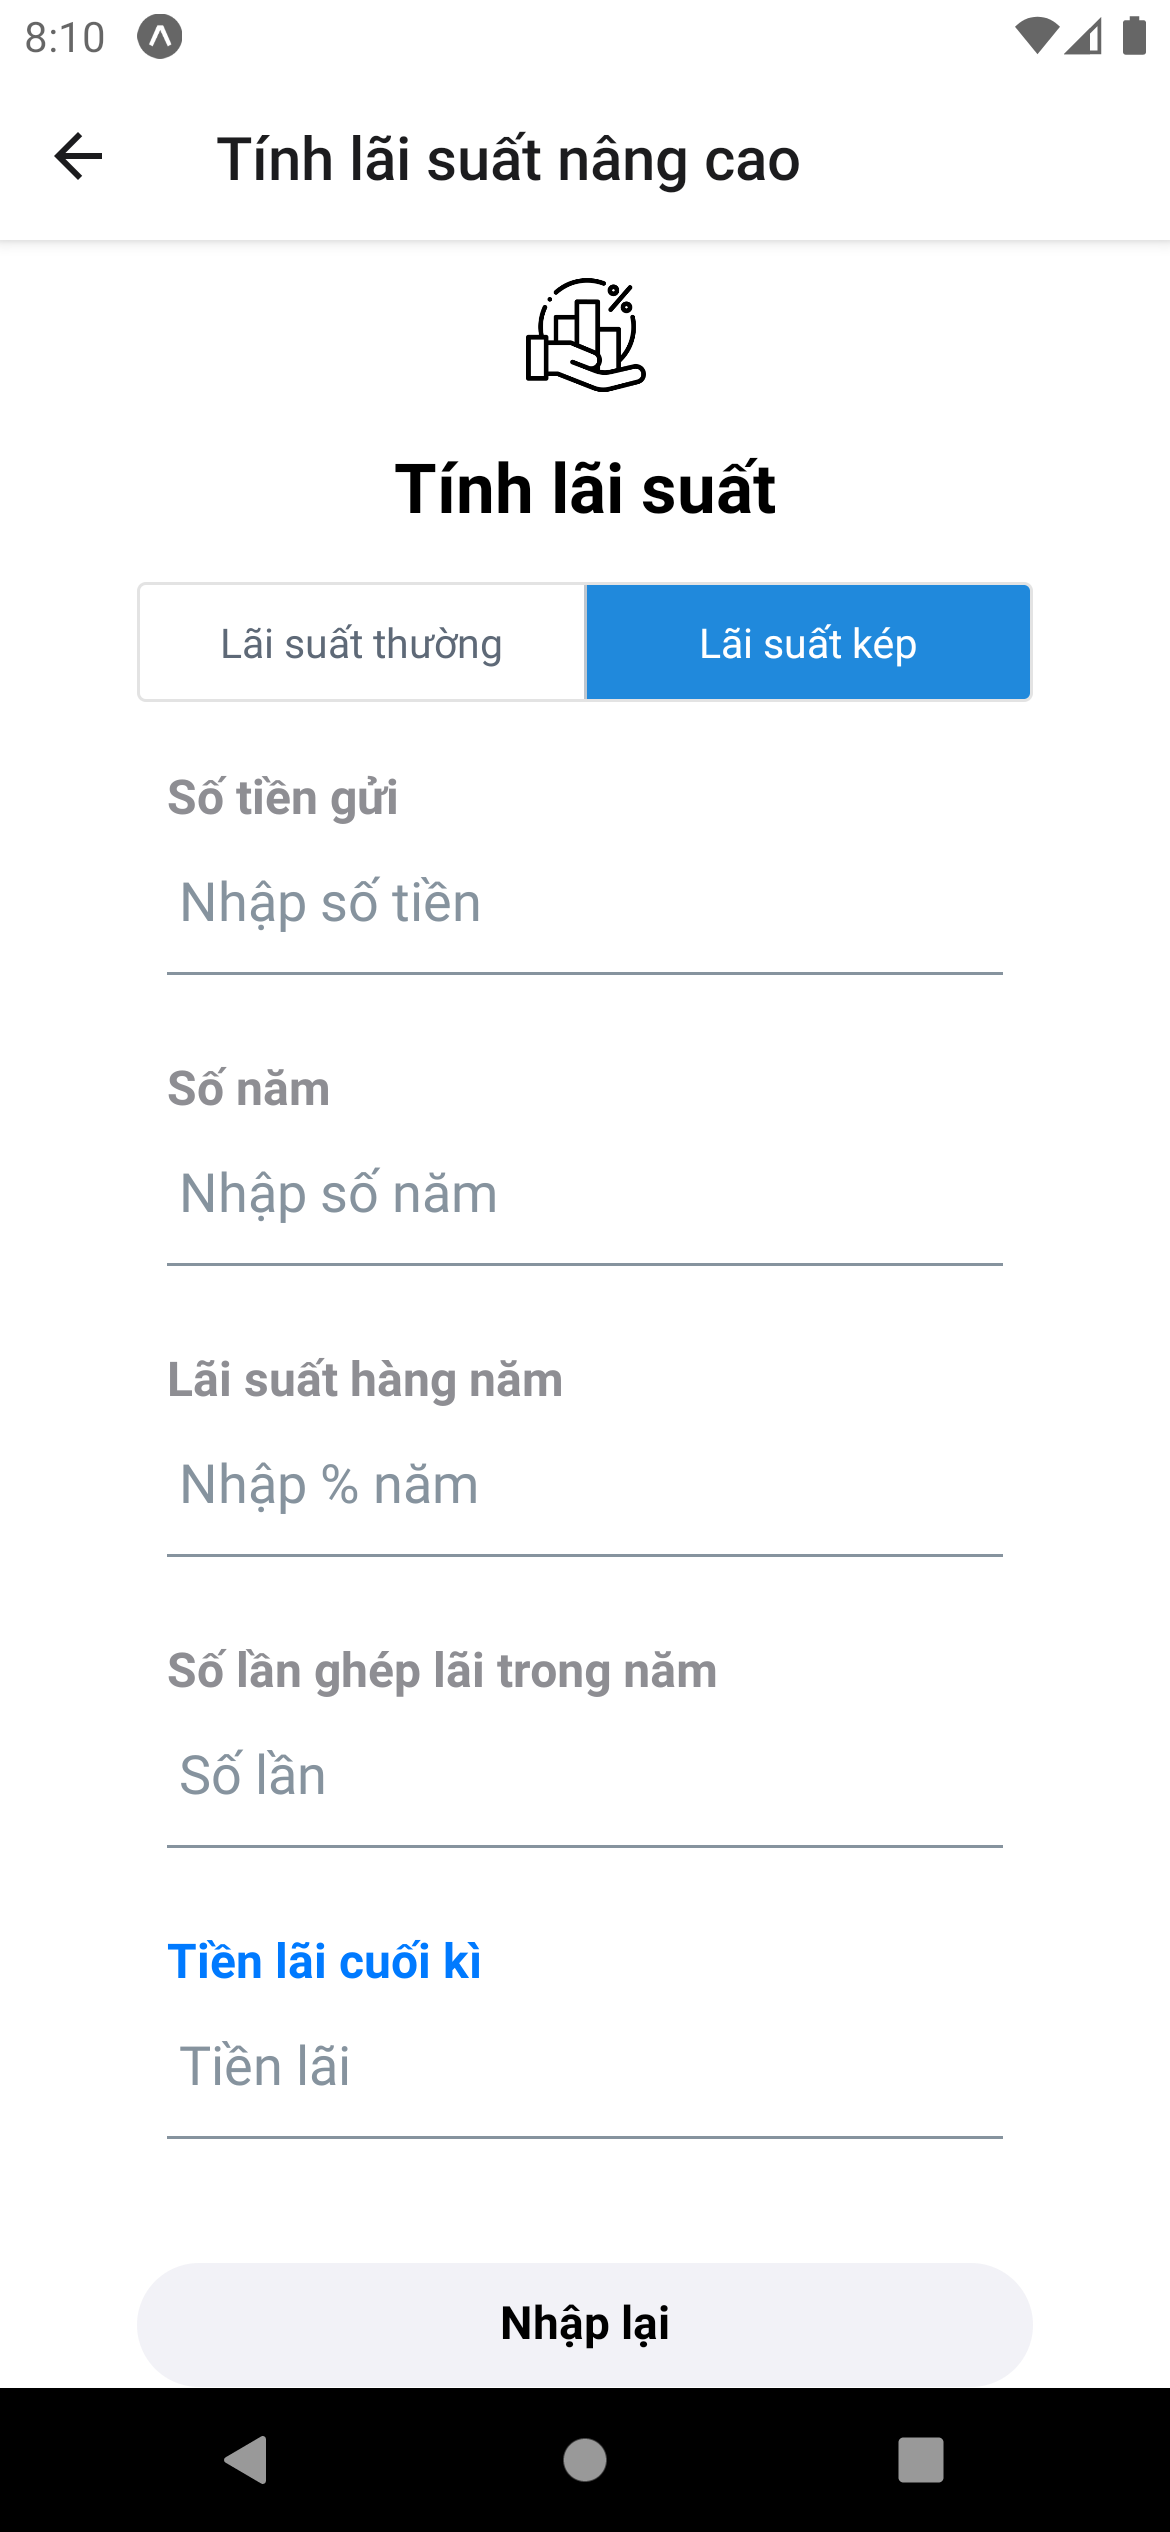 8:10
Tính lãi suất nâng cao
%
Tính lãi suất
Lãi suất thường
Lãi suất kép
Số tiền gửi
Nhập số tiền
Số năm
Nhập số năm
Lãi suất hàng năm
Nhập % năm
Số lần ghép lãi trong năm
Số lần
Tiền lãi cuối kì
Tiền lãi
Nhập lại